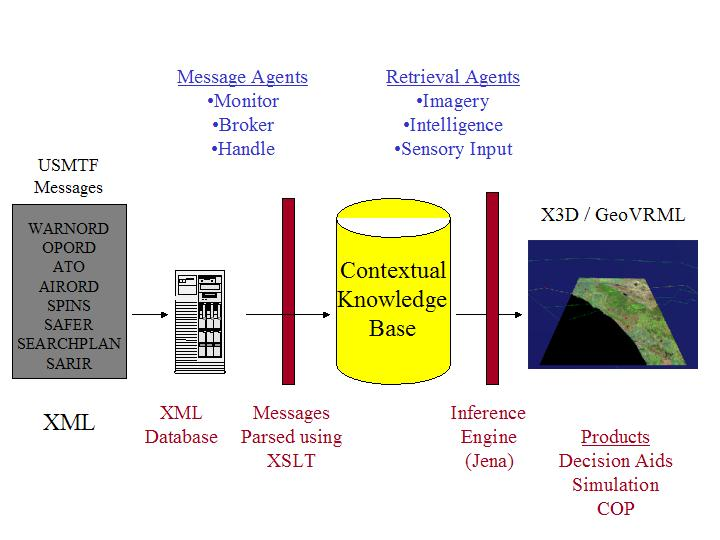 Message Agents
•Monitor
•Broker
•Handle
Retrieval Agents
•Imagery
•Intelligence
•Sensory Input
USMTF
Messages
WARNORD
OPORD
ATO
AIRORD
SPINS
SAFER
SEARCHPLAN
SARIR
XML
XML
Database
Messages
Parsed using
XSLT
Contextual
Knowledge
Base
Inference
Engine
(Jena)
X3D / GeoVRML
Products
Decision Aids
Simulation
COP